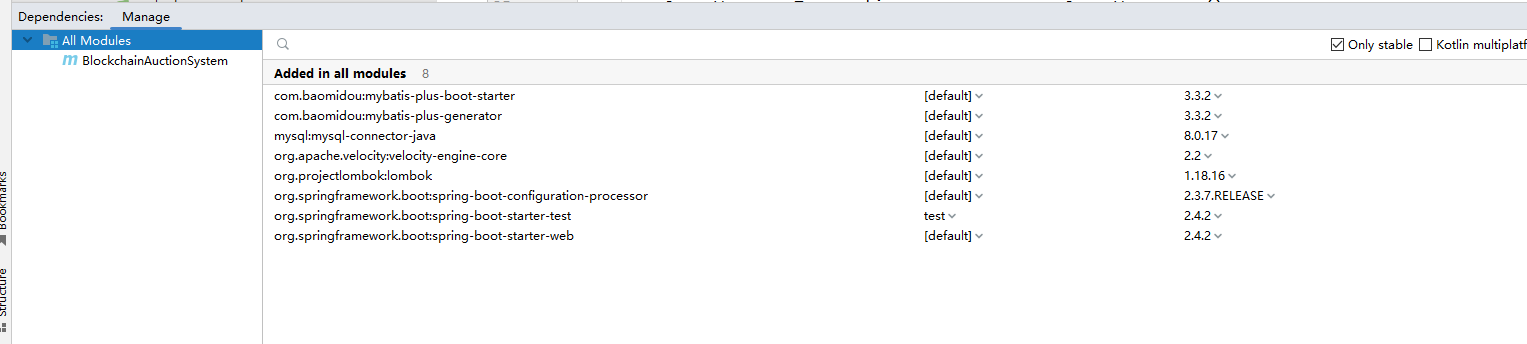 Dependencies: Manage
All Modules
BlockchainAuctionSystem
Only stable Kotlin multiplatf
Added in all modules 8
com.baomidou:mybatis-plus-boot-starter [default] 3.3.2
com.baomidou:mybatis-plus-generator [default] 3.3.2
mysql:mysql-connector-java [default] 8.0.17
org.apache.velocity:velocity-engine-core [default] 2.2
org.projectlombok:lombok [default] 1.18.16
org.springframework.boot:spring-boot-configuration-processor [default] 2.3.7.RELEASE
org.springframework.boot:spring-boot-starter-test test 2.4.2
org.springframework.boot:spring-boot-starter-web [default] 2.4.2
Bookmarks
Structure